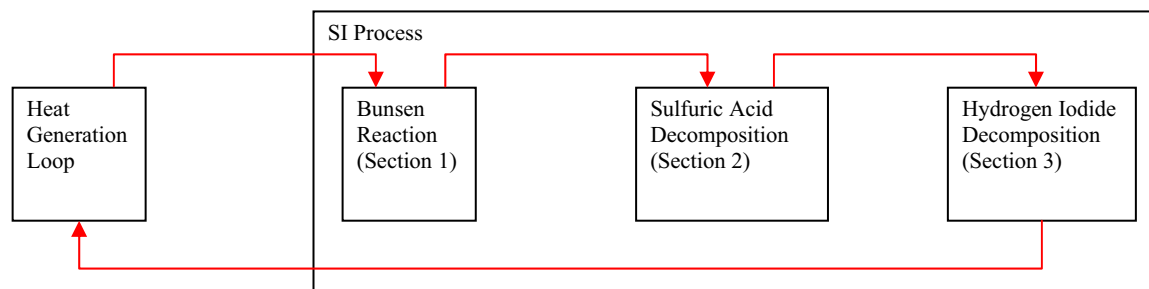 SI Process
Heat
Generation
Loop
Bunsen
Reaction
(Section 1)
Sulfuric Acid
Decomposition
(Section 2)
Hydrogen Iodide
Decomposition
(Section 3)